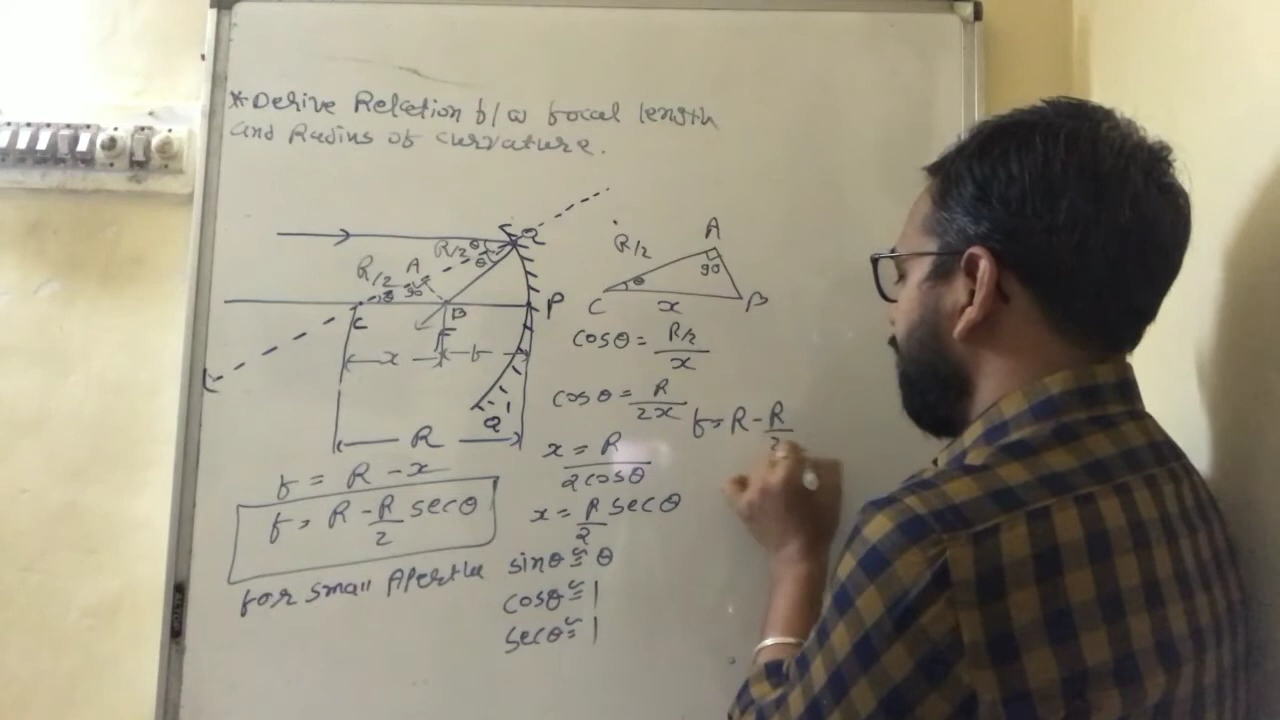 *Derive Relation b/w focal length
and Radius of curvature.
Q
R/2 θ
θ
R/2 A
θ 90
C
B
P
F
x
f
R
Q'
A
R/2
90
θ
C
x
B
cosθ = R/2 / x
cosθ = R / 2x
x = R / 2cosθ
x = R/2 secθ
f = R - x
f = R - R/2 secθ
f = R - R/2
for small Apertue
sinθ ≅ θ
cosθ ≅ 1
secθ ≅ 1